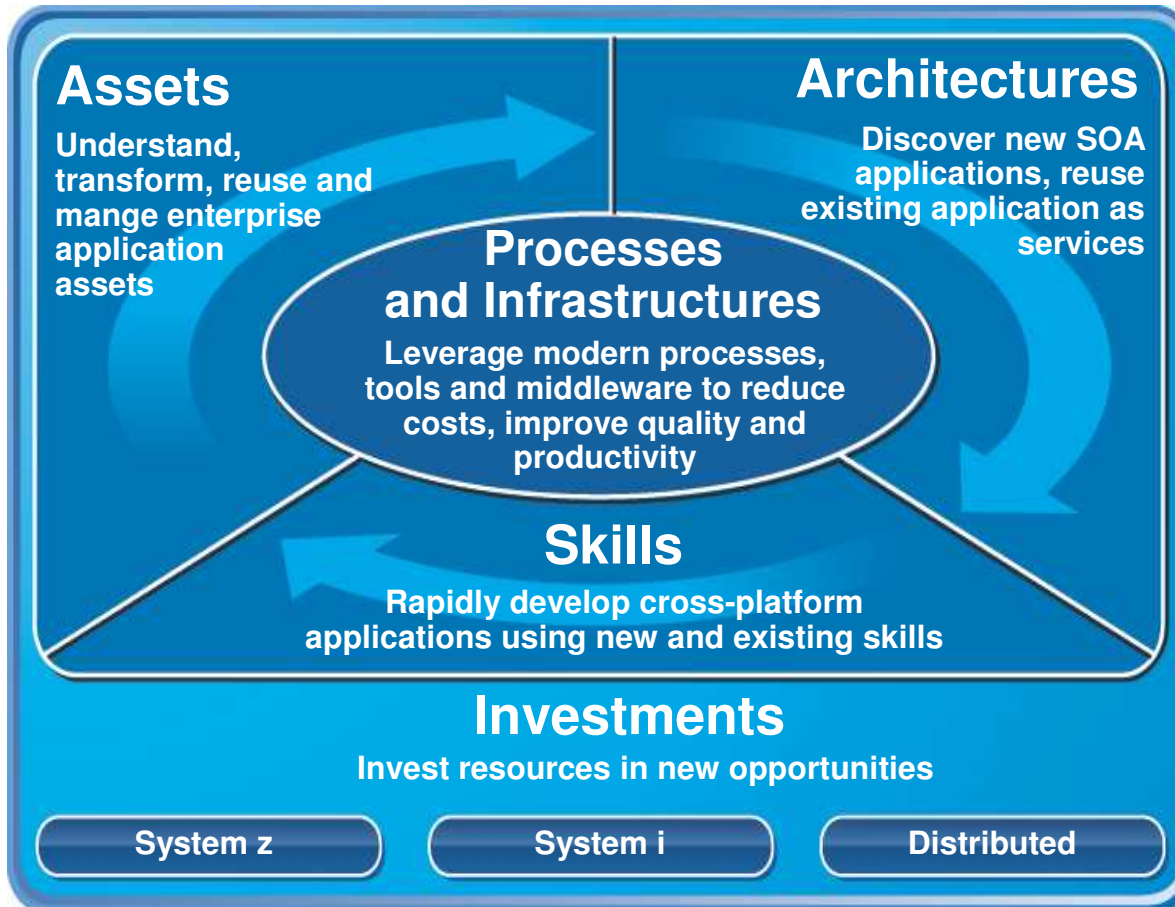 Assets
Understand,
transform, reuse and
mange enterprise
application
assets
Architectures
Discover new SOA
applications, reuse
existing application as
services
Processes
and Infrastructures
Leverage modern processes,
tools and middleware to reduce
costs, improve quality and
productivity
Skills
Rapidly develop cross-platform
applications using new and existing skills
Investments
Invest resources in new opportunities
System z
System i
Distributed